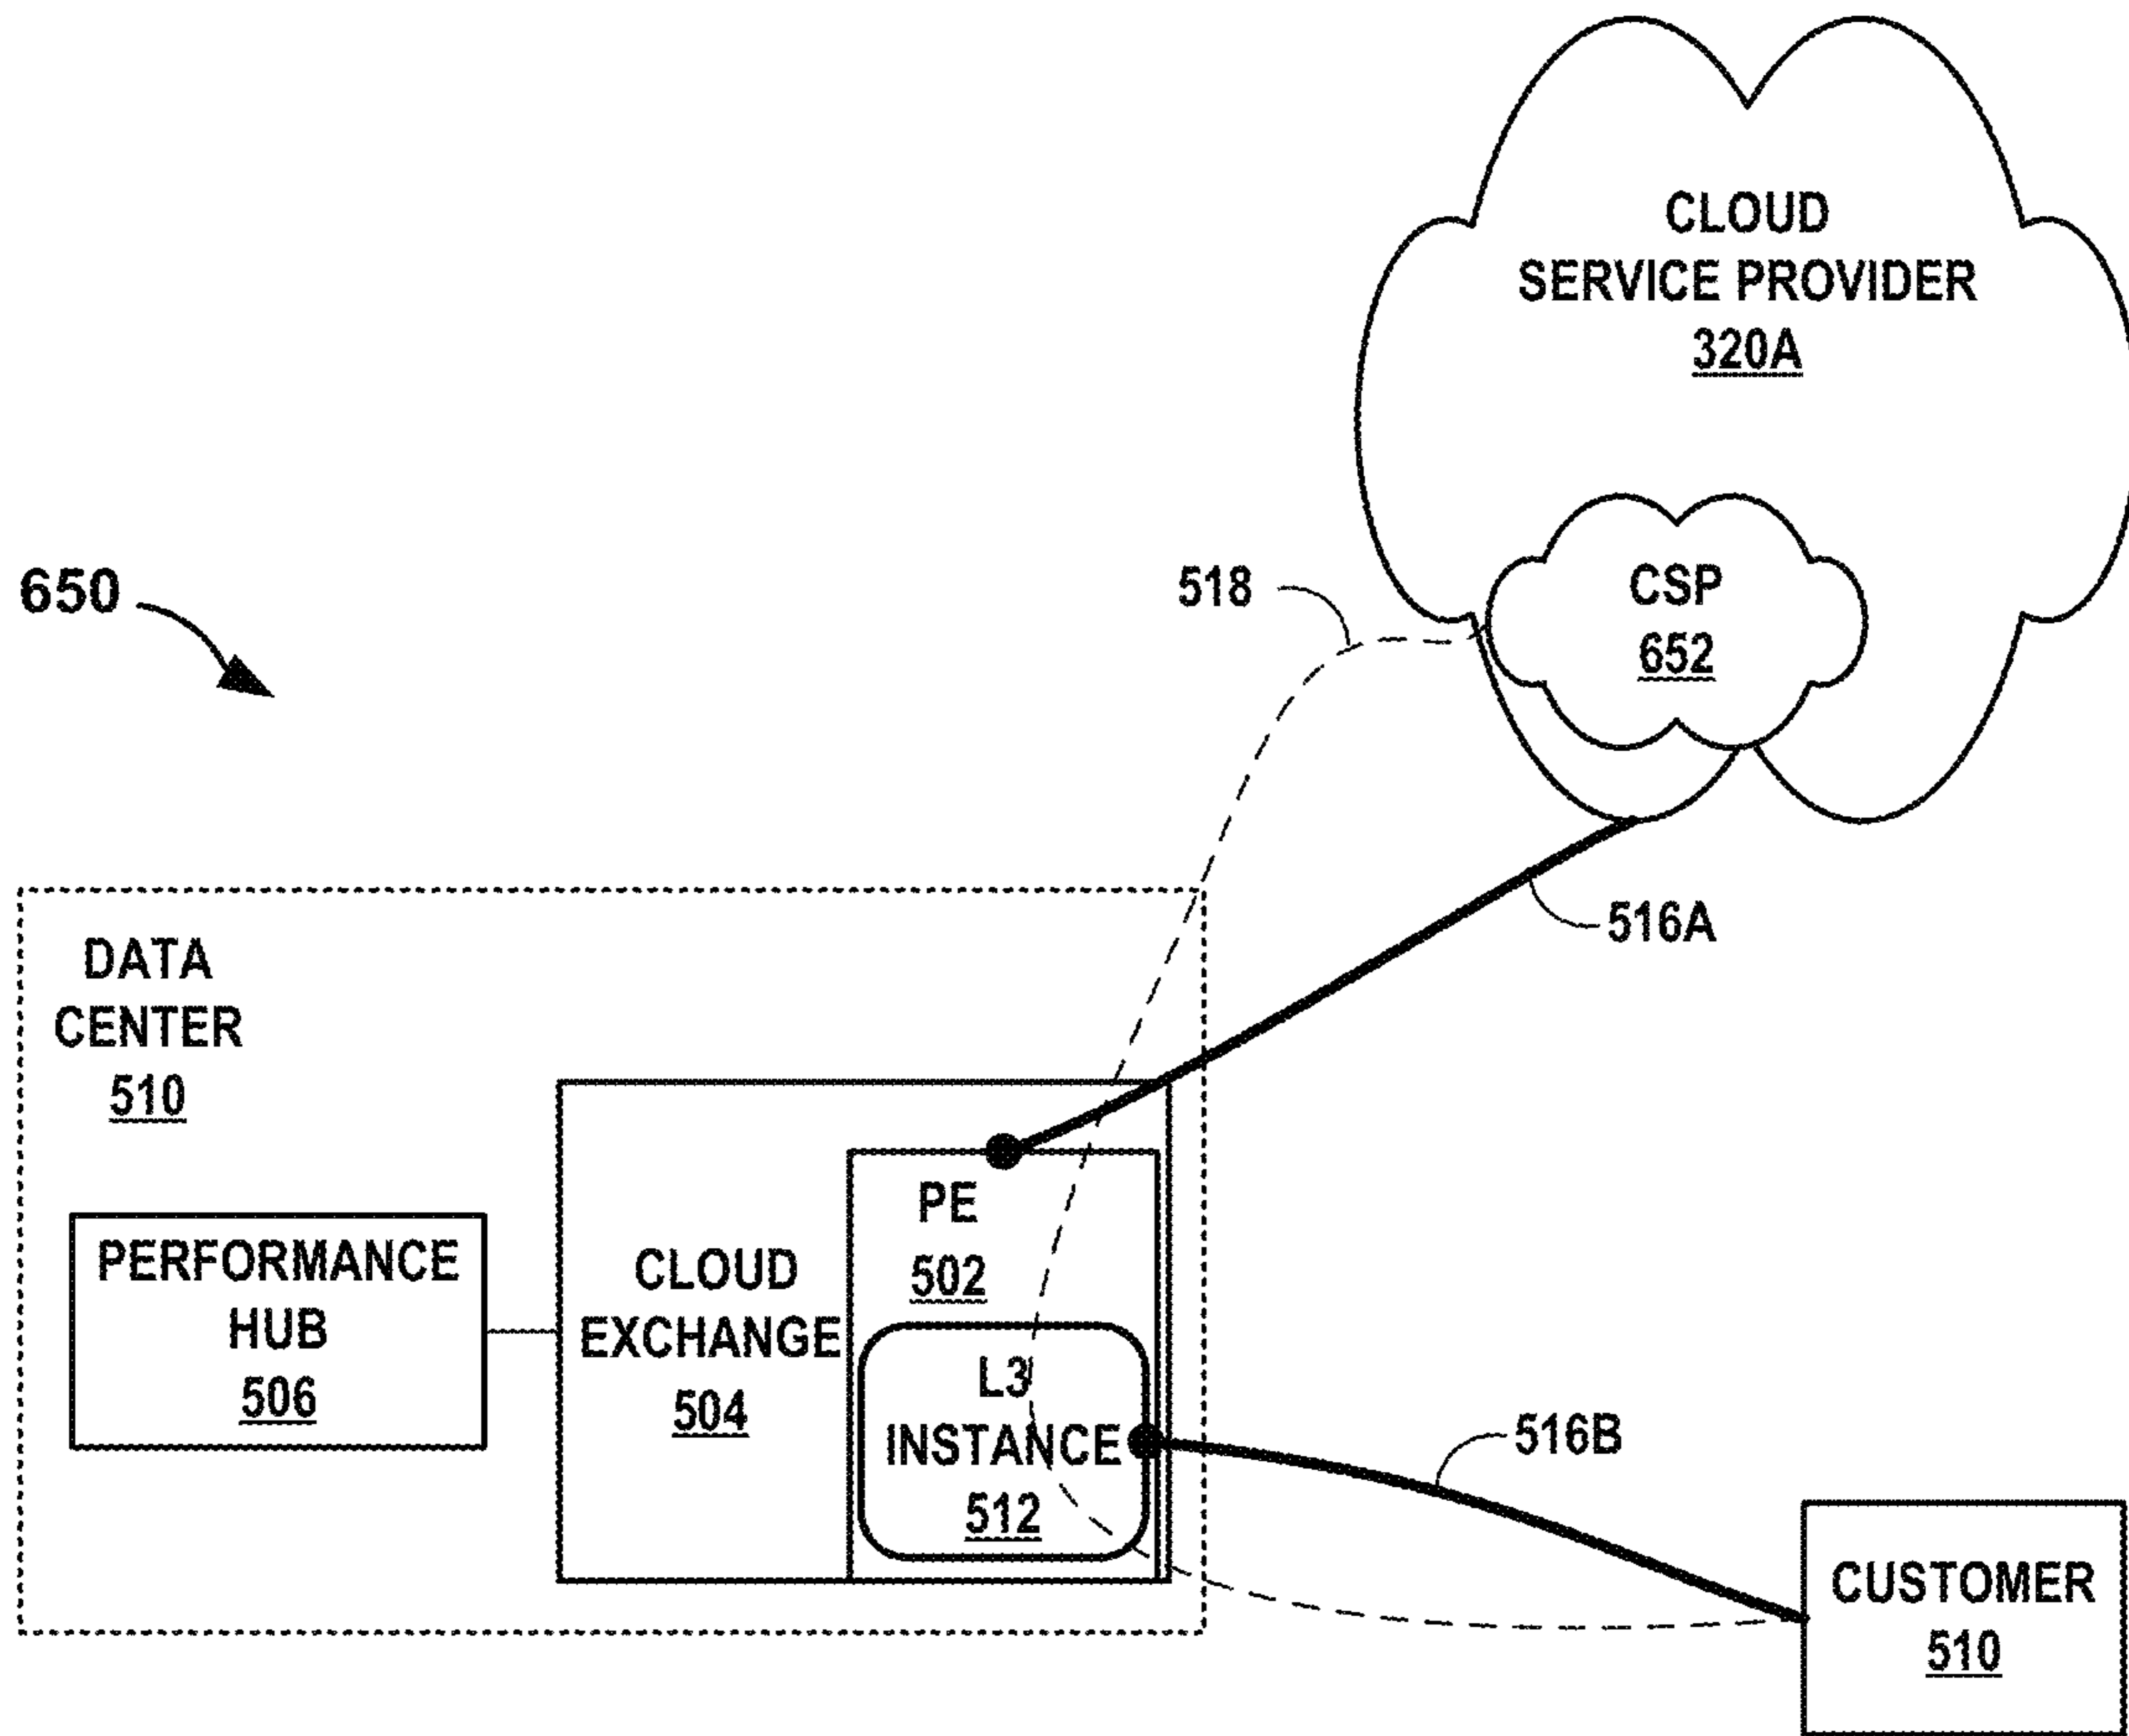 CLOUD
SERVICE PROVIDER
320A
CSP
652
518
650
516A
DATA
CENTER
510
PE
502
PERFORMANCE
HUB
506
CLOUD
EXCHANGE
504
L3
INSTANCE
512
516B
CUSTOMER
510